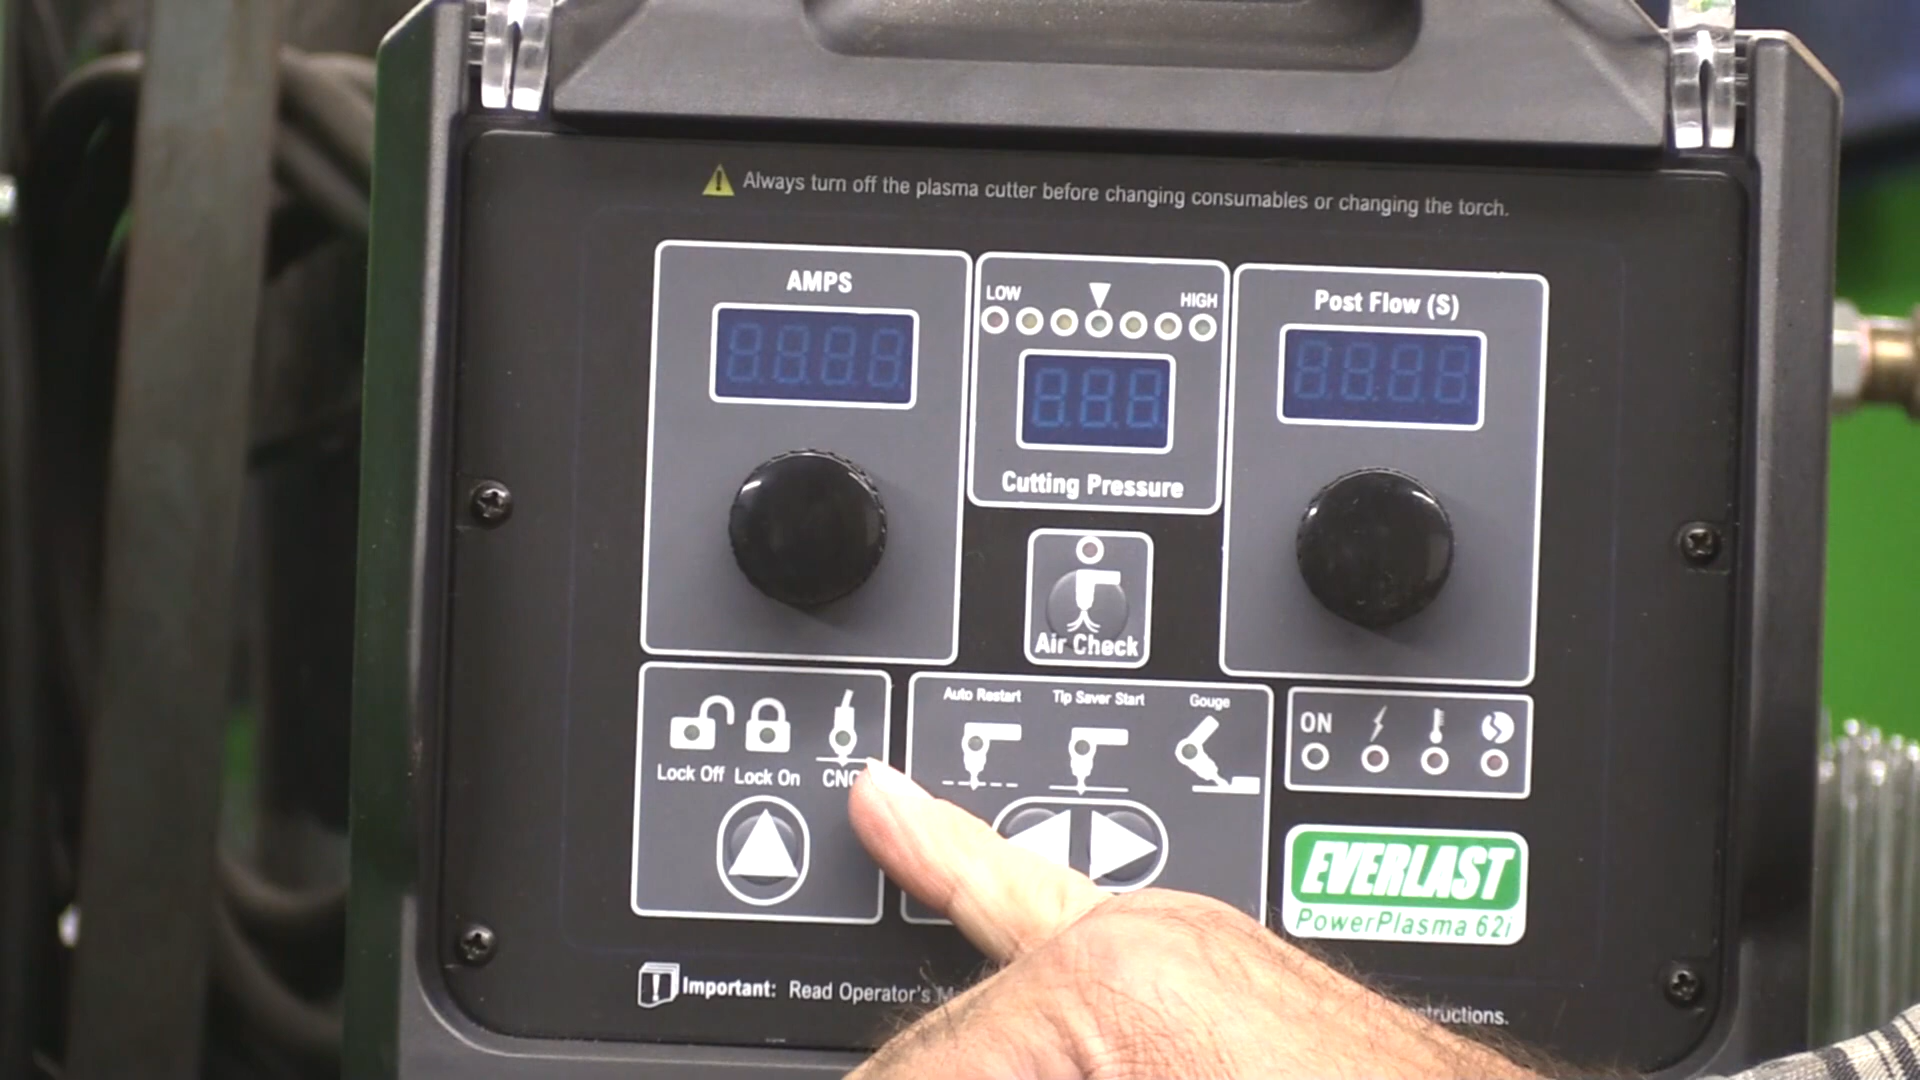 Always turn off the plasma cutter before changing consumables or changing the torch.
AMPS
LOW
HIGH
Cutting Pressure
Post Flow (S)
Air Check
Lock Off
Lock On
CNC
Auto Restart
Tip Saver Start
Gouge
ON
EVERLAST
PowerPlasma 62i
Important: Read Operator's